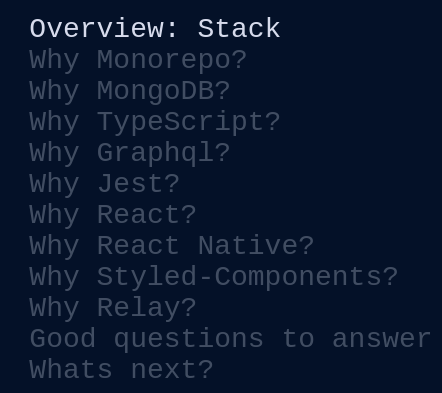 Overview: Stack
Why Monorepo?
Why MongoDB?
Why TypeScript?
Why Graphql?
Why Jest?
Why React?
Why React Native?
Why Styled-Components?
Why Relay?
Good questions to answer
Whats next?